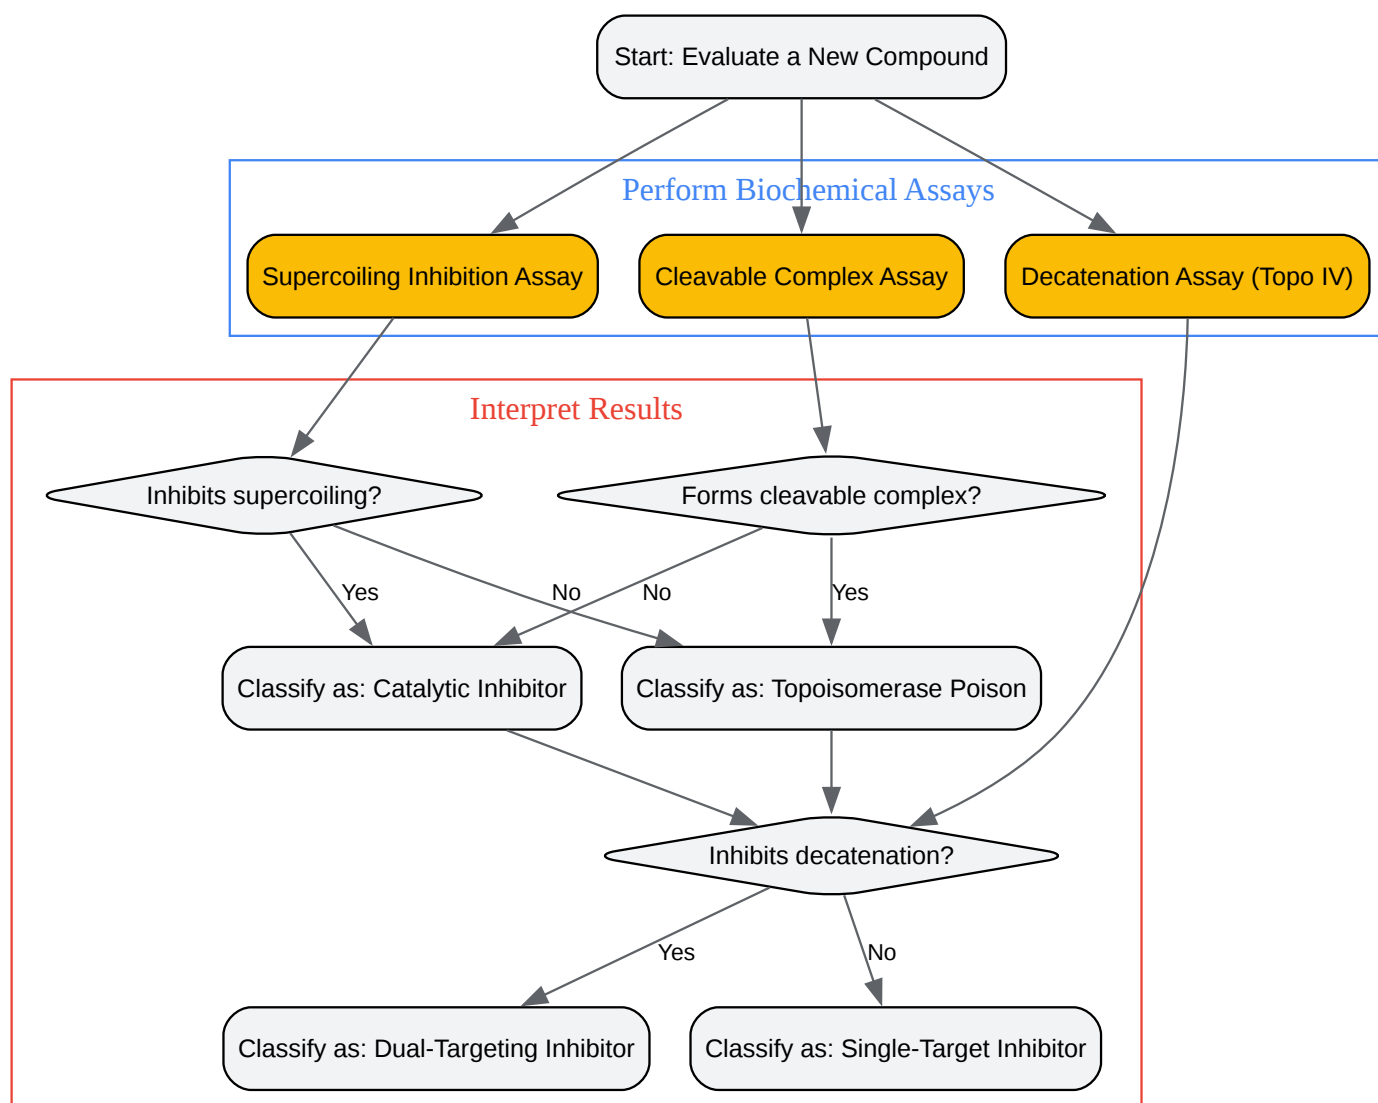 Start: Evaluate a New Compound
Perform Biochemical Assays
Supercoiling Inhibition Assay
Cleavable Complex Assay
Decatenation Assay (Topo IV)
Interpret Results
Inhibits supercoiling?
Forms cleavable complex?
Yes
No
No
Yes
Classify as: Catalytic Inhibitor
Classify as: Topoisomerase Poison
Inhibits decatenation?
Yes
No
Classify as: Dual-Targeting Inhibitor
Classify as: Single-Target Inhibitor